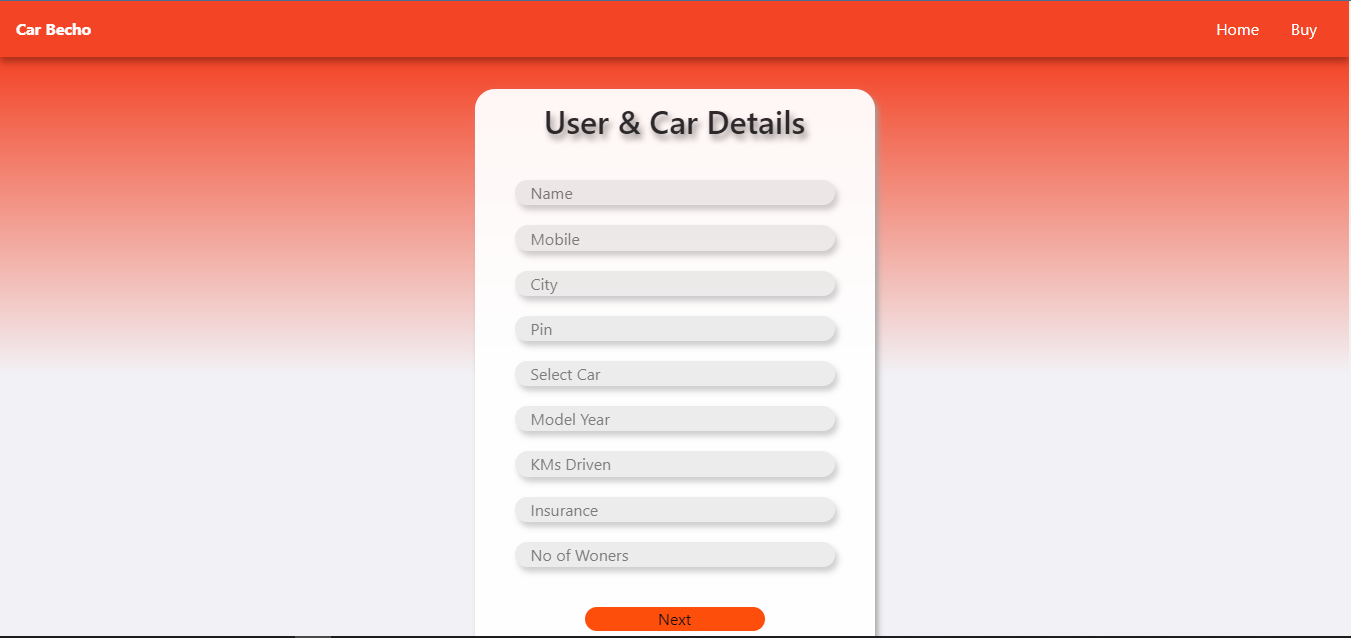 Car Becho
Home
Buy
User & Car Details
Name
Mobile
City
Pin
Select Car
Model Year
KMs Driven
Insurance
No of Woners
Next